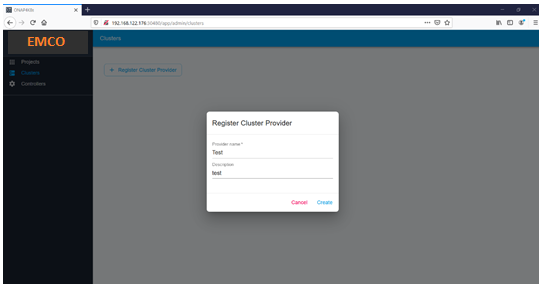 ONAP4K8s
192.168.122.176:30480/app/admin/clusters
EMCO
Clusters
Projects
Clusters
Controllers
+ Register Cluster Provider
Register Cluster Provider
Provider name *
Test
Description
test
Cancel
Create